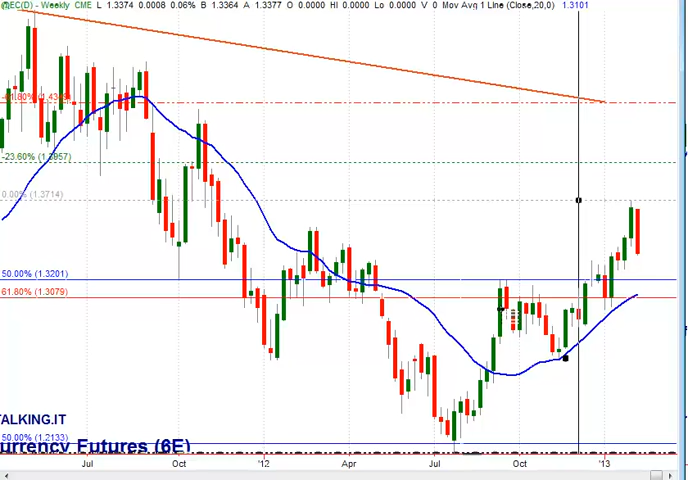 EC(D) - Weekly CME L 1.3374 0.0008 0.06% B 1.3364 A 1.3377 O 0.0000 HI 0.0000 Lo 0.0000 V 0 Mov Avg 1 Line (Close,20,0) 1.3101
-23.60% (1.3957)
0.00% (1.3714)
50.00% (1.3201)
61.80% (1.3079)
TALKING.IT
50.00% (1.2133)
urrency Futures (6E)
Jul Oct '12 Apr Jul Oct '13